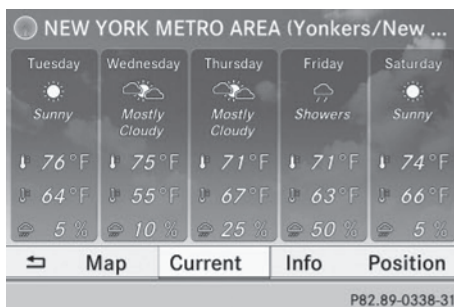 NEW YORK METRO AREA (Yonkers/New ...
Tuesday Wednesday Thursday Friday Saturday
Sunny Mostly Cloudy Mostly Cloudy Showers Sunny
76°F 75°F 71°F 71°F 74°F
64°F 55°F 67°F 63°F 66°F
5 % 10 % 25 % 50 % 5 %
Map Current Info Position
P82.89-0338-31